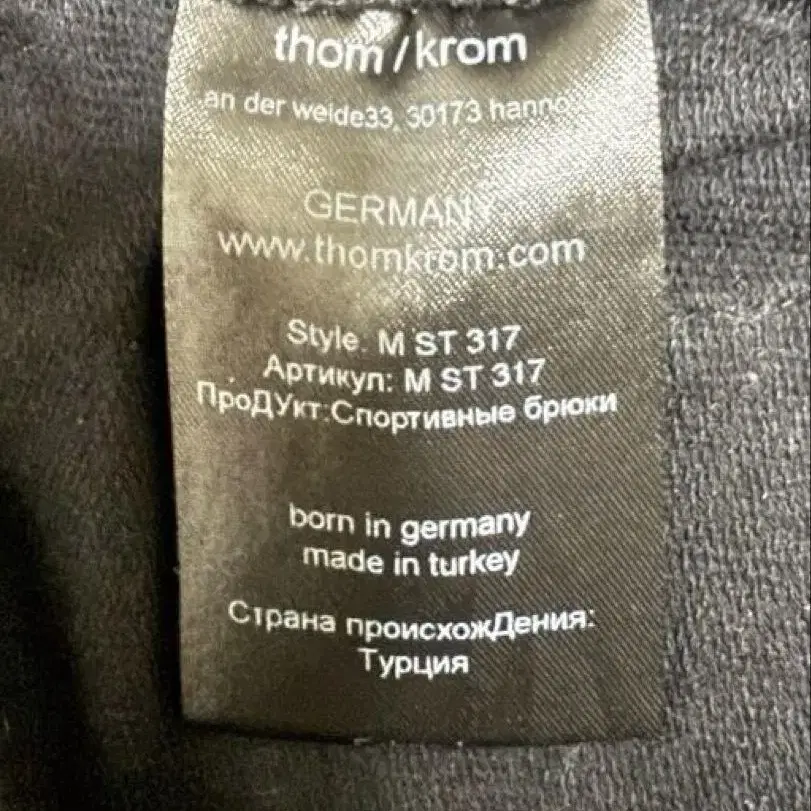 thom/krom
an der weide33, 30173
GERMANY
www.thomkrom.com
Style. M ST 317
Артикул: M ST 317
ПроДУкт:Спортивные брюки
born in germany
made in turkey
Страна происхожДения:
Турция